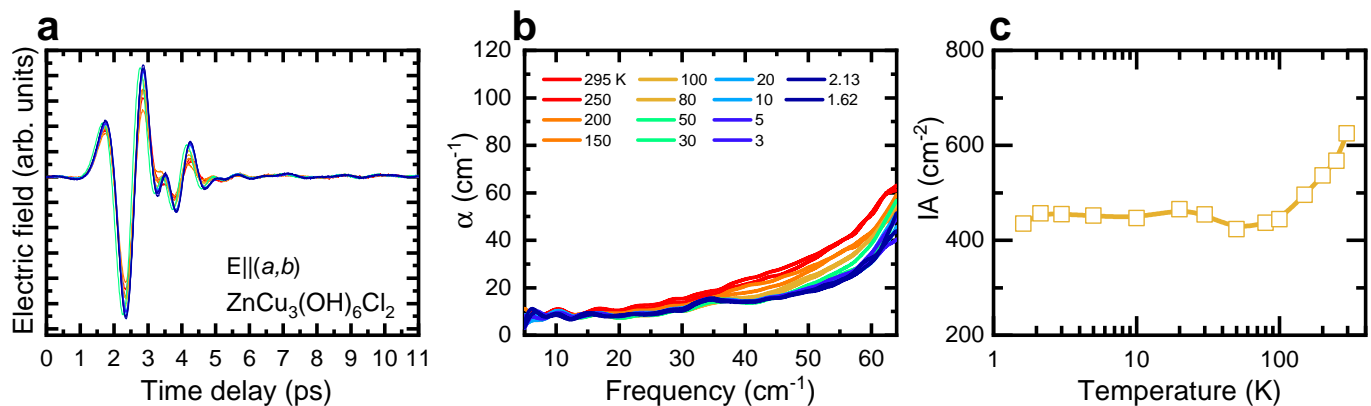 a
Electric field (arb. units)
0 1 2 3 4 5 6 7 8 9 10 11
Time delay (ps)
E||(a,b)
ZnCu3(OH)6Cl2
b
α (cm-1)
120
100
80
60
40
20
0
295 K 100 20 2.13
250 80 10 1.62
200 50 5
150 30 3
10 20 30 40 50 60
Frequency (cm-1)
c
IA (cm-2)
800
600
400
200
1 10 100
Temperature (K)